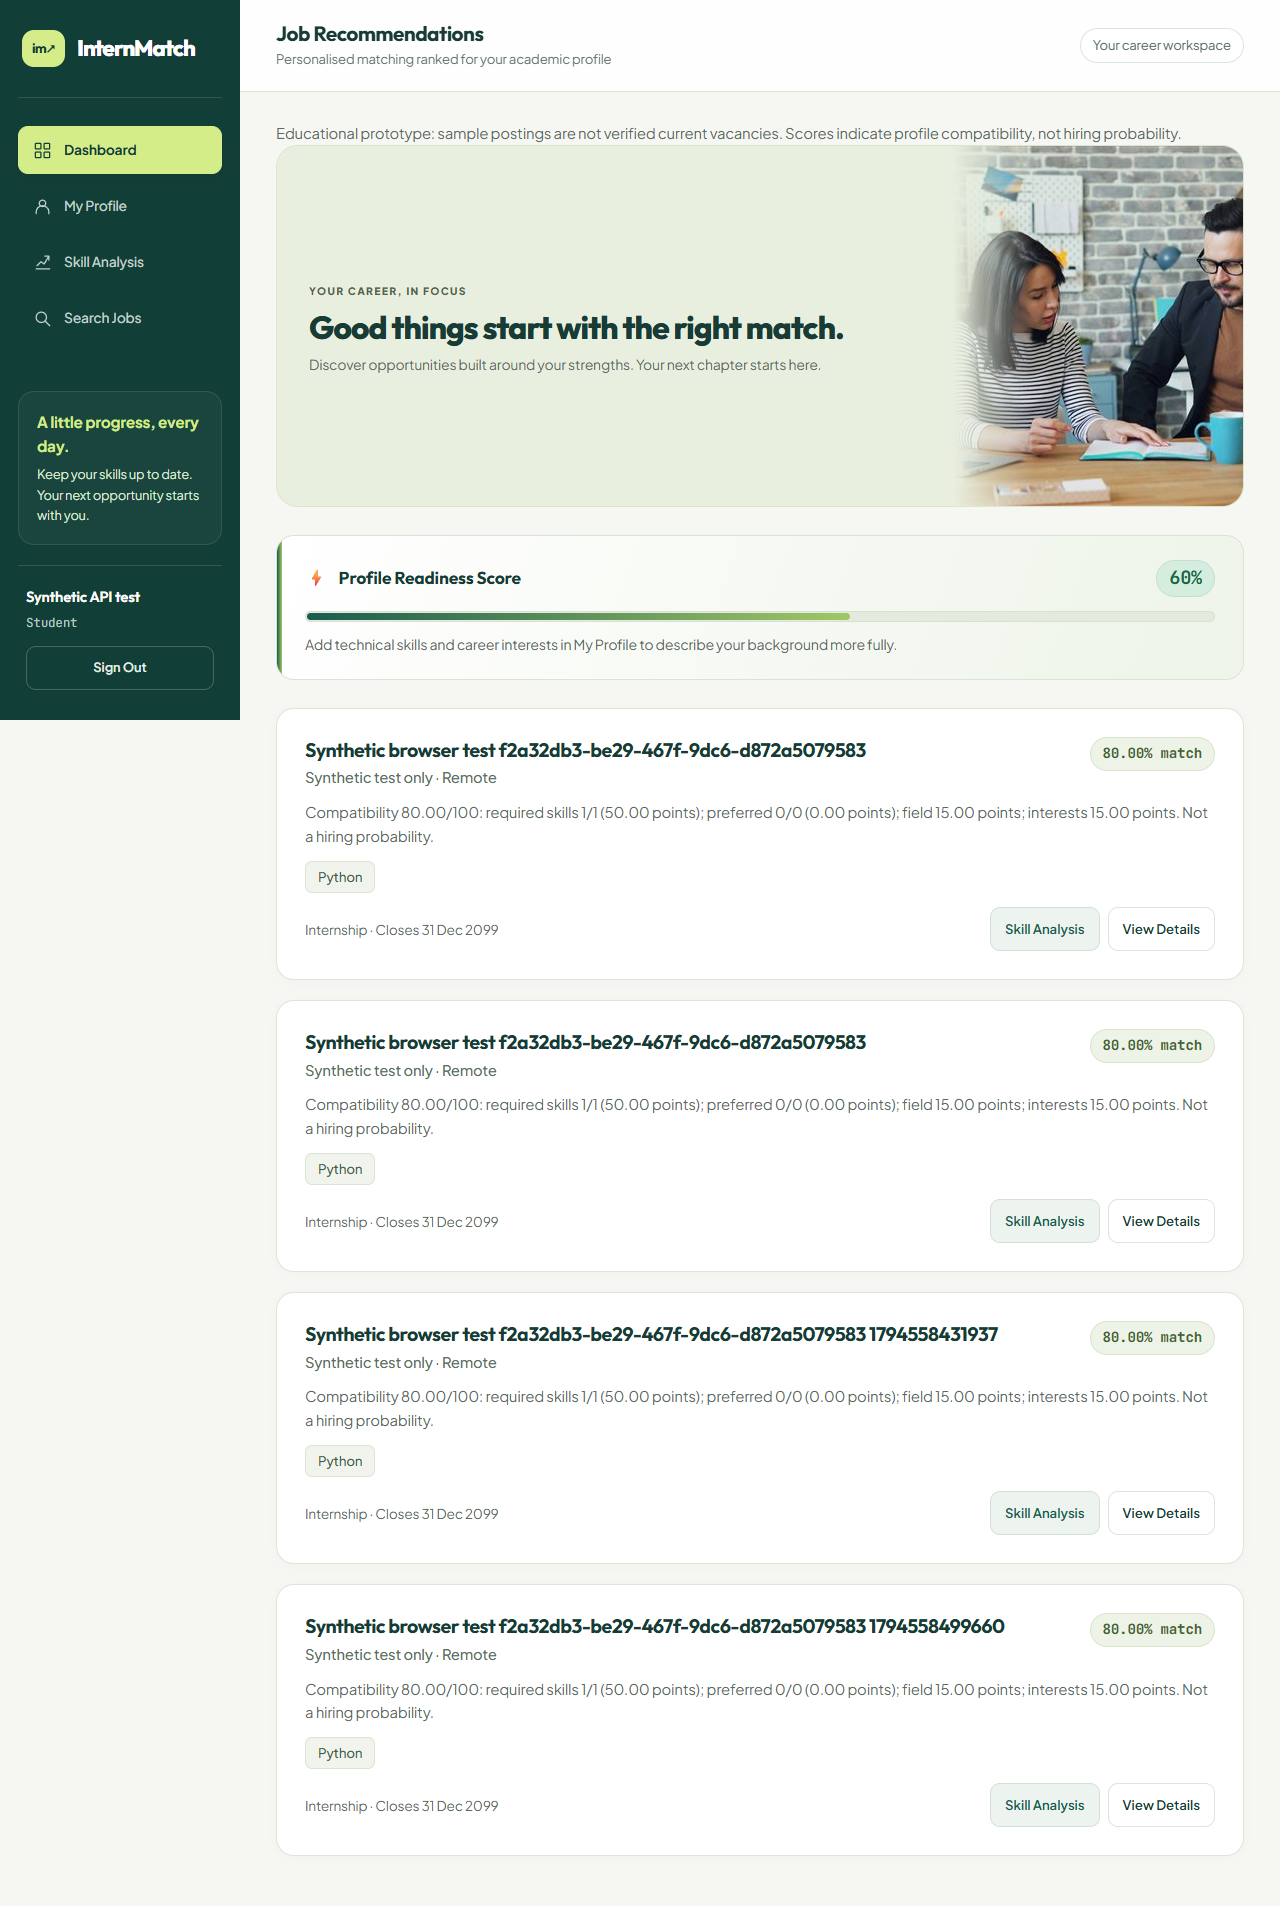 im↗ InternMatch
Dashboard
My Profile
Skill Analysis
Search Jobs
A little progress, every
day.
Keep your skills up to date.
Your next opportunity starts
with you.
Synthetic API test
Student
Sign Out
Job Recommendations
Personalised matching ranked for your academic profile
Your career workspace
Educational prototype: sample postings are not verified current vacancies. Scores indicate profile compatibility, not hiring probability.
YOUR CAREER, IN FOCUS
Good things start with the right match.
Discover opportunities built around your strengths. Your next chapter starts here.
Profile Readiness Score
60%
Add technical skills and career interests in My Profile to describe your background more fully.
Synthetic browser test f2a32db3-be29-467f-9dc6-d872a5079583
80.00% match
Synthetic test only · Remote
Compatibility 80.00/100: required skills 1/1 (50.00 points); preferred 0/0 (0.00 points); field 15.00 points; interests 15.00 points. Not
a hiring probability.
Python
Internship · Closes 31 Dec 2099
Skill Analysis
View Details
Synthetic browser test f2a32db3-be29-467f-9dc6-d872a5079583
80.00% match
Synthetic test only · Remote
Compatibility 80.00/100: required skills 1/1 (50.00 points); preferred 0/0 (0.00 points); field 15.00 points; interests 15.00 points. Not
a hiring probability.
Python
Internship · Closes 31 Dec 2099
Skill Analysis
View Details
Synthetic browser test f2a32db3-be29-467f-9dc6-d872a5079583 1794558431937
80.00% match
Synthetic test only · Remote
Compatibility 80.00/100: required skills 1/1 (50.00 points); preferred 0/0 (0.00 points); field 15.00 points; interests 15.00 points. Not
a hiring probability.
Python
Internship · Closes 31 Dec 2099
Skill Analysis
View Details
Synthetic browser test f2a32db3-be29-467f-9dc6-d872a5079583 1794558499660
80.00% match
Synthetic test only · Remote
Compatibility 80.00/100: required skills 1/1 (50.00 points); preferred 0/0 (0.00 points); field 15.00 points; interests 15.00 points. Not
a hiring probability.
Python
Internship · Closes 31 Dec 2099
Skill Analysis
View Details